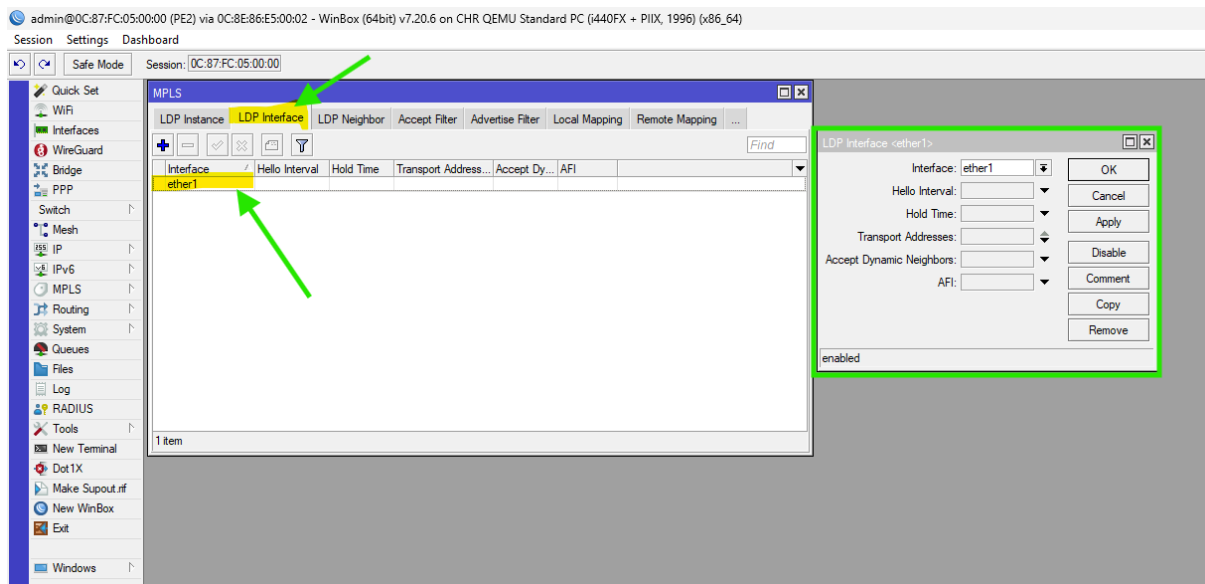 admin@0C:87:FC:05:00:00 (PE2) via 0C:8E:86:E5:00:02 - WinBox (64bit) v7.20.6 on CHR QEMU Standard PC (i440FX + PIIX, 1996) (x86_64)
Session Settings Dashboard
Safe Mode Session: 0C:87:FC:05:00:00
Quick Set
WiFi
Interfaces
WireGuard
Bridge
PPP
Switch
Mesh
IP
IPv6
MPLS
Routing
System
Queues
Files
Log
RADIUS
Tools
New Terminal
Dot1X
Make Supout.rif
New WinBox
Exit
Windows
MPLS
LDP Instance LDP Interface LDP Neighbor Accept Filter Advertise Filter Local Mapping Remote Mapping ...
Find
Interface Hello Interval Hold Time Transport Address... Accept Dy... AFI
ether1
1 item
LDP Interface <ether1>
Interface: ether1 OK
Hello Interval: Cancel
Hold Time: Apply
Transport Addresses:
Accept Dynamic Neighbors: Disable
AFI: Comment
Copy
Remove
enabled